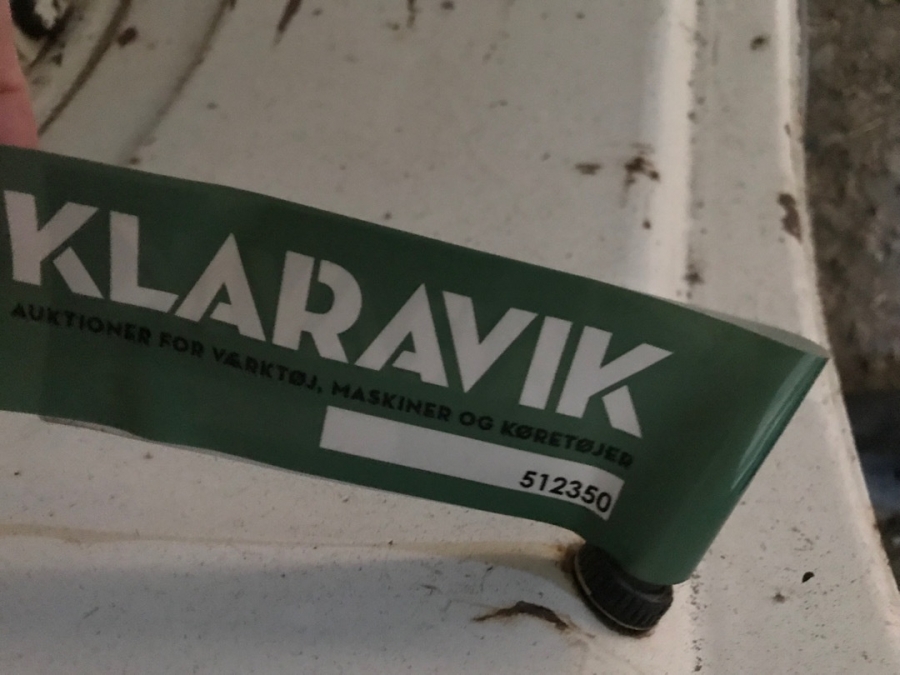 KLARAVIK
AUKTIONER FOR VÆRKTØJ, MASKINER OG KØRETØJER
512350